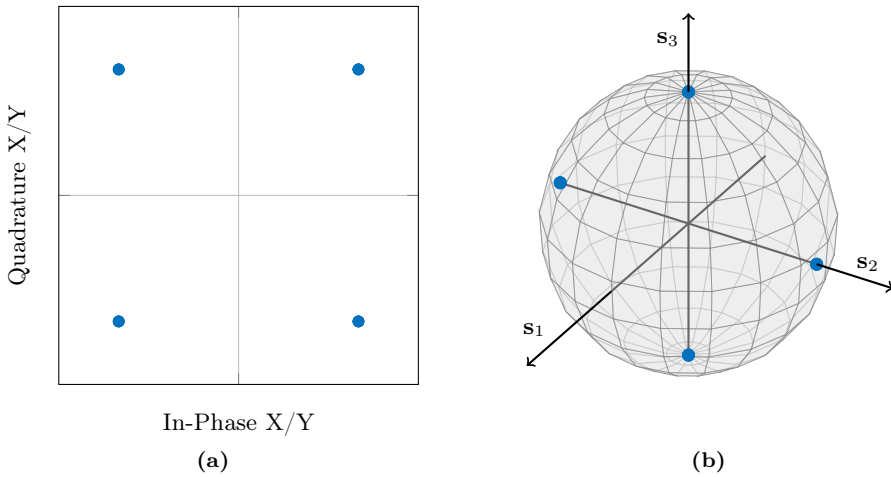 Quadrature X/Y
In-Phase X/Y
(a)
s₃
s₂
s₁
(b)